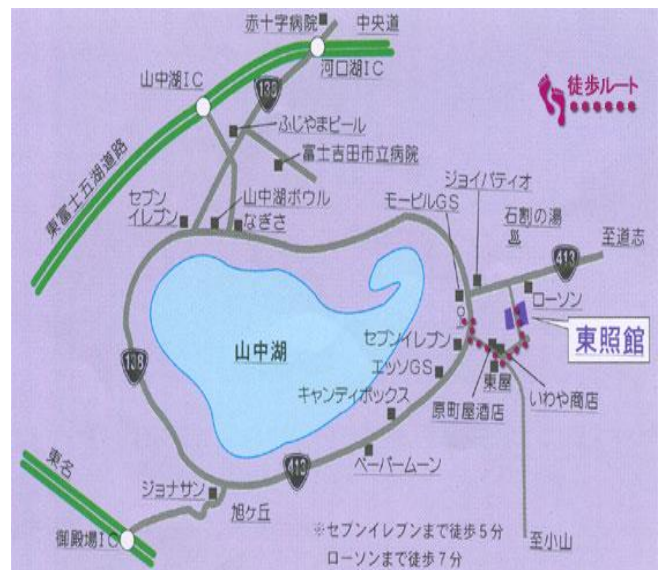 赤十字病院
中央道
山中湖IC
河口湖IC
138
徒歩ルート
ふじやまビール
富士吉田市立病院
東富士五湖道路
セブン
イレブン
山中湖ボウル
なぎさ
ジョイパティオ
モービルGS
石割の湯
至道志
413
ローソン
東照館
山中湖
138
セブンイレブン
エッソGS
東屋
キャンディボックス
原町屋酒店
いわや商店
東名
413
ペーパームーン
ジョナサン
旭ケ丘
御殿場IC
※セブンイレブンまで徒歩5分
ローソンまで徒歩7分
至小山